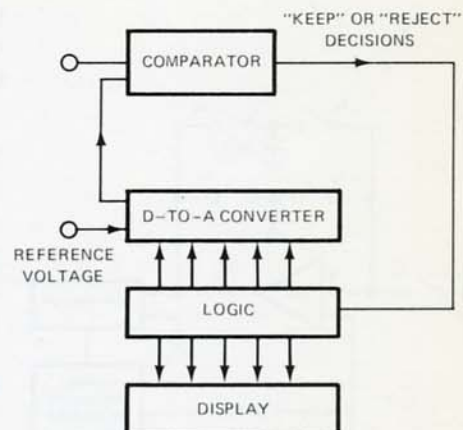 "KEEP" OR "REJECT"
DECISIONS
COMPARATOR
D-TO-A CONVERTER
REFERENCE
VOLTAGE
LOGIC
DISPLAY